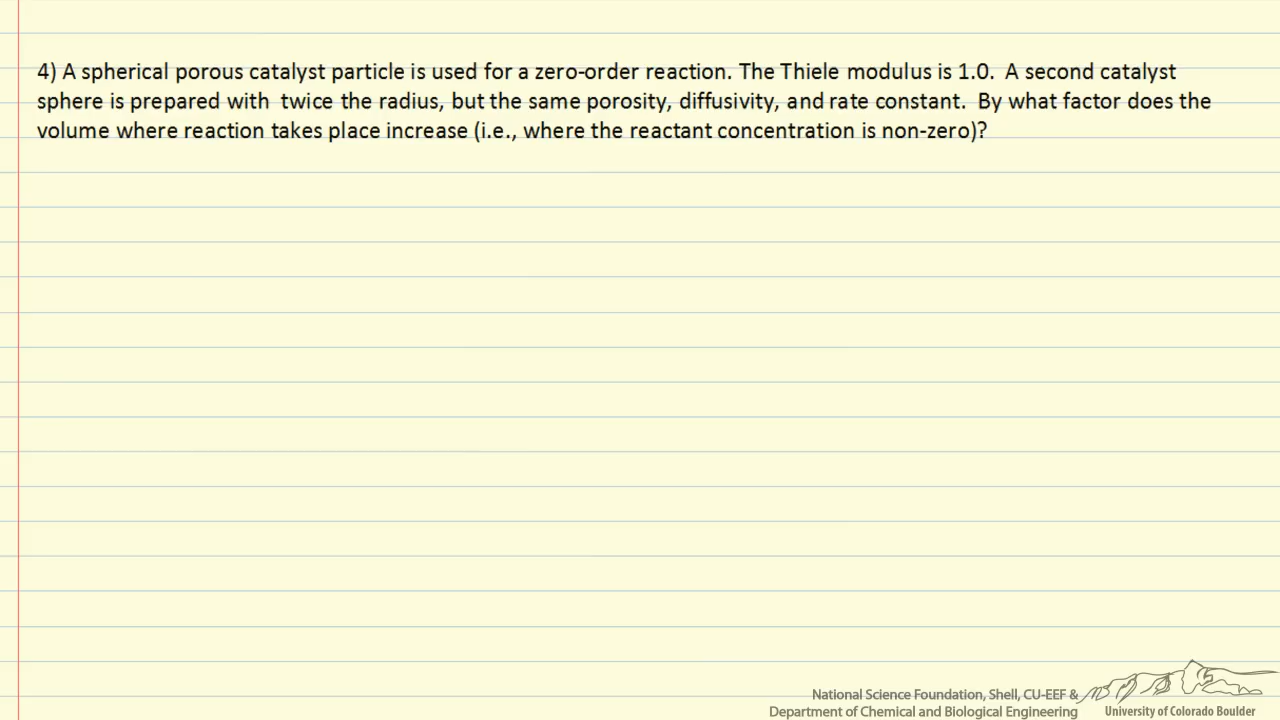 4) A spherical porous catalyst particle is used for a zero-order reaction. The Thiele modulus is 1.0. A second catalyst
sphere is prepared with twice the radius, but the same porosity, diffusivity, and rate constant. By what factor does the
volume where reaction takes place increase (i.e., where the reactant concentration is non-zero)?
National Science Foundation, Shell, CU-EEF &
Department of Chemical and Biological Engineering
University of Colorado Boulder